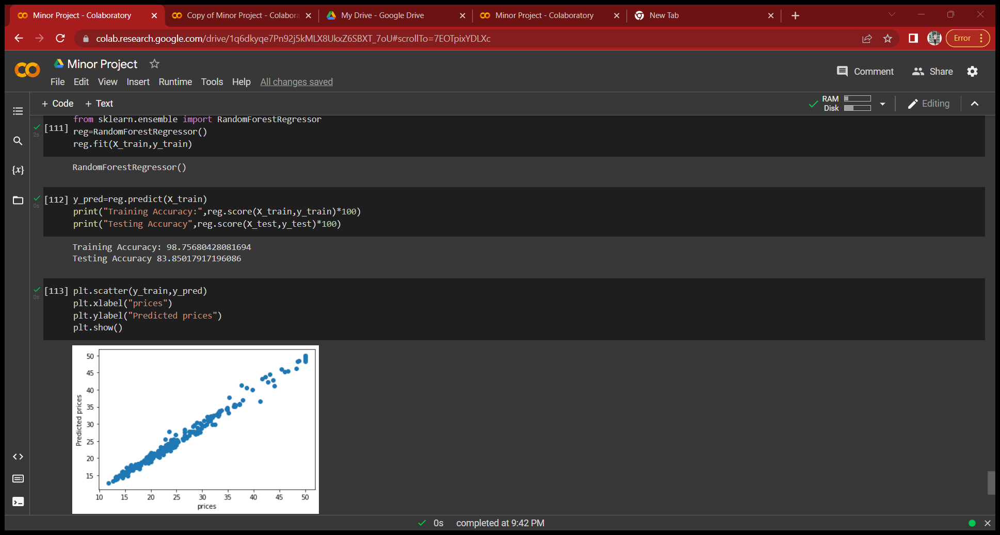 Minor Project - Colaboratory
Copy of Minor Project - Colabora
My Drive - Google Drive
Minor Project - Colaboratory
New Tab
colab.research.google.com/drive/1q6dkyqe7Pn92j5kMLX8UkxZ6SBXT_7oU#scrollTo=7EOTpixYDLXc
Error
Minor Project
File Edit View Insert Runtime Tools Help All changes saved
Comment
Share
+ Code + Text
RAM
Disk
Editing
from sklearn.ensemble import RandomForestRegressor
[111] reg=RandomForestRegressor()
2s
reg.fit(X_train,y_train)
RandomForestRegressor()
{x}
[112] y_pred=reg.predict(X_train)
0s
print("Training Accuracy:",reg.score(X_train,y_train)*100)
print("Testing Accuracy",reg.score(X_test,y_test)*100)
Training Accuracy: 98.75680428081694
Testing Accuracy 83.85017917196086
[113] plt.scatter(y_train,y_pred)
0s
plt.xlabel("prices")
plt.ylabel("Predicted prices")
plt.show()
50
45
40
35
30
25
20
15
Predicted prices
10 15 20 25 30 35 40 45 50
prices
0s completed at 9:42 PM